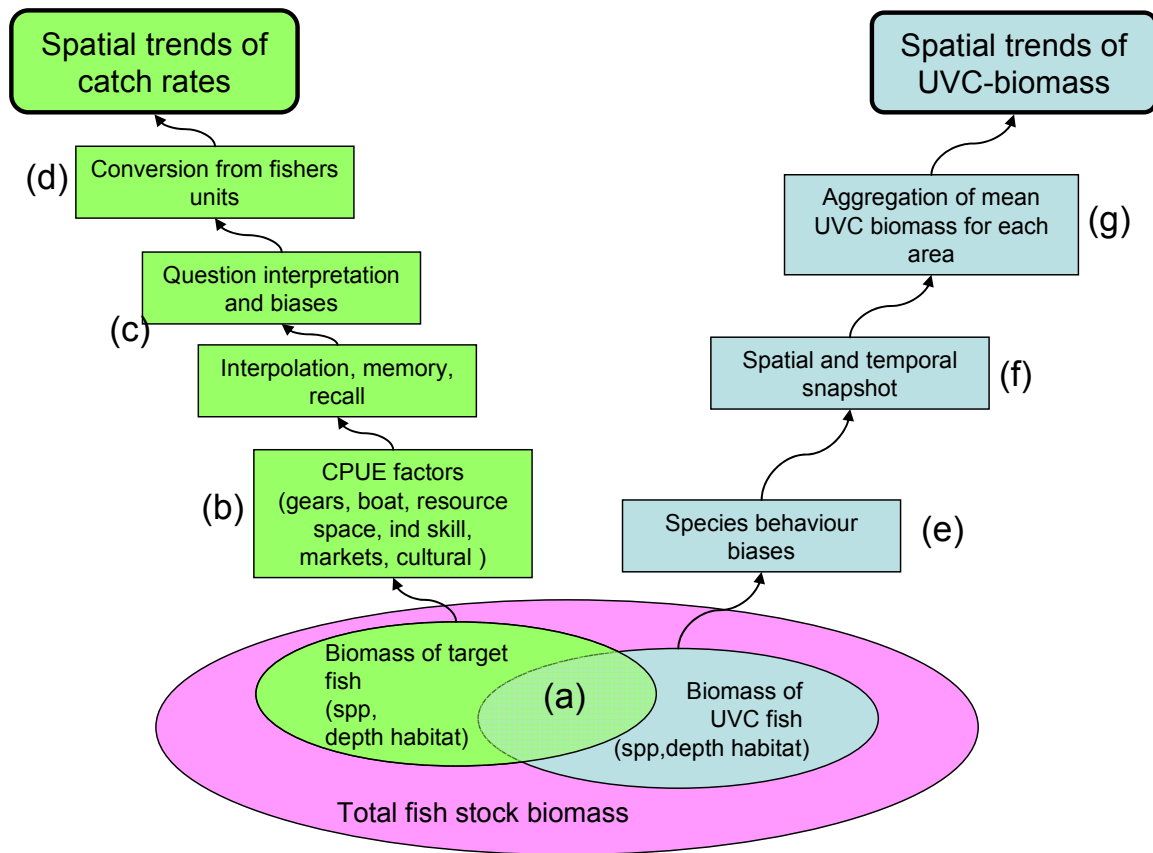 Spatial trends of
catch rates
Spatial trends of
UVC-biomass
(d)
Conversion from fishers
units
Aggregation of mean
UVC biomass for each
area
(g)
Question interpretation
and biases
(c)
Interpolation, memory,
recall
Spatial and temporal
snapshot
(f)
(b)
CPUE factors
(gears, boat, resource
space, ind skill,
markets, cultural )
Species behaviour
biases
(e)
Biomass of target
fish
(spp,
depth habitat)
(a)
Biomass of
UVC fish
(spp,depth habitat)
Total fish stock biomass